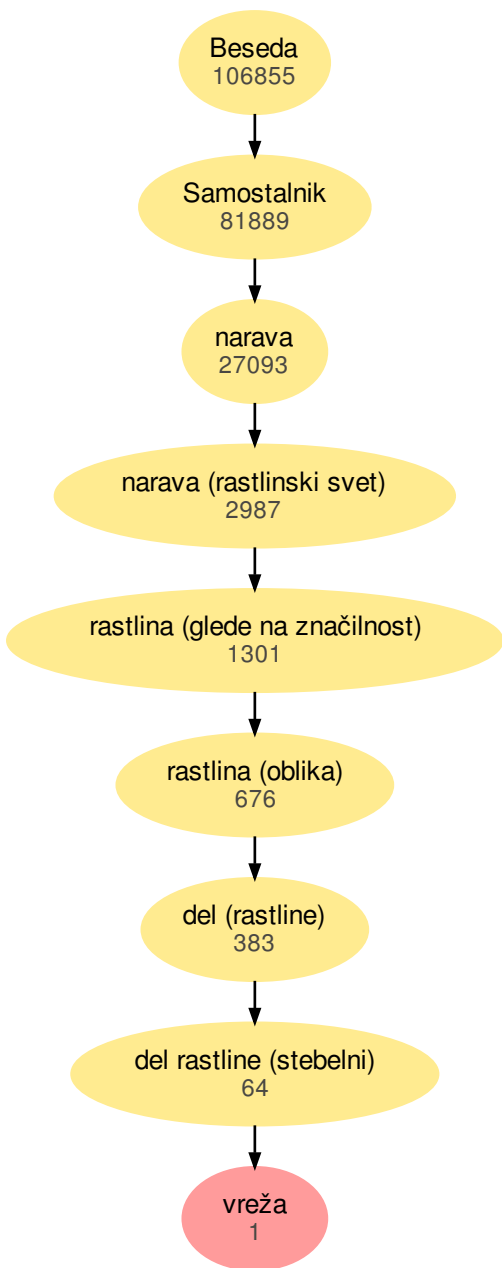 Beseda
106855
Samostalnik
81889
narava
27093
narava (rastlinski svet)
2987
rastlina (glede na značilnost)
1301
rastlina (oblika)
676
del (rastline)
383
del rastline (stebelni)
64
vreža
1